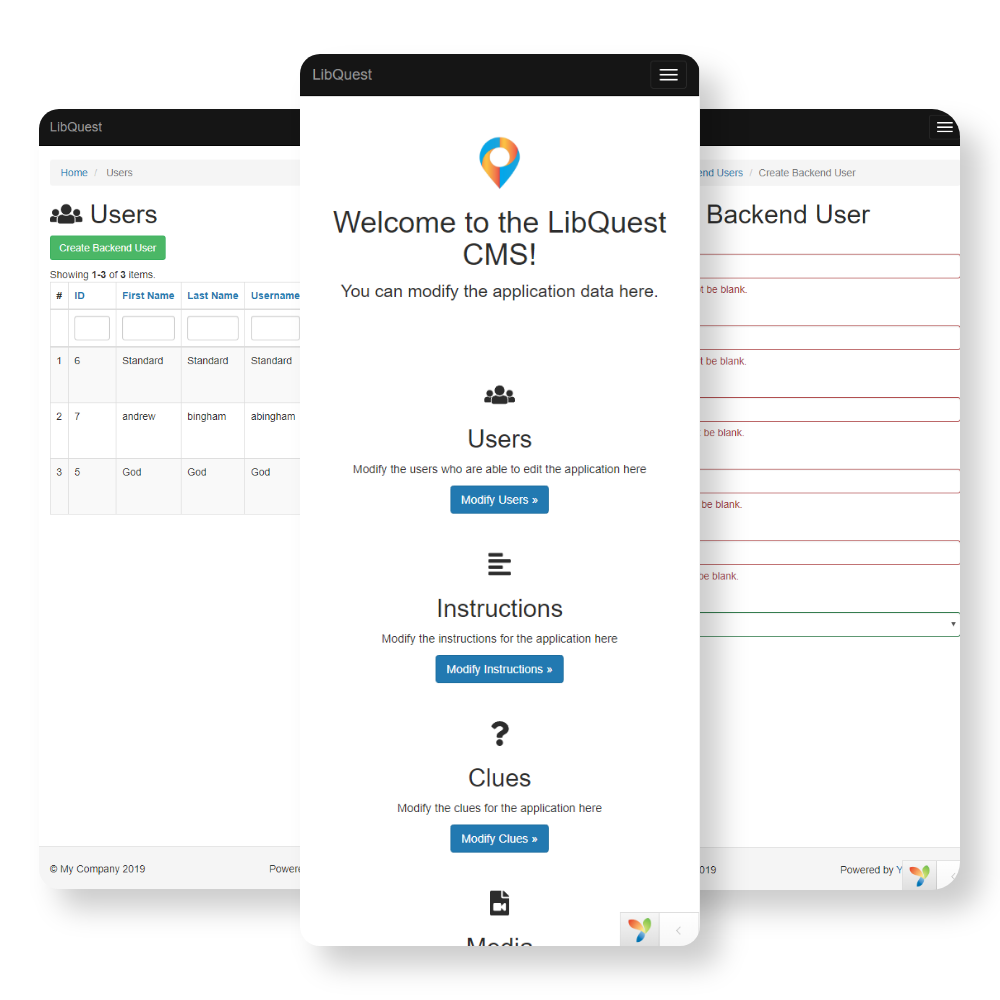 LibQuest
Home / Users
Users
Create Backend User
Showing 1-3 of 3 items.
# ID First Name Last Name Username
1 6 Standard Standard Standard
2 7 andrew bingham abingham
3 5 God God God
© My Company 2019
LibQuest
Welcome to the LibQuest
CMS!
You can modify the application data here.
Users
Modify the users who are able to edit the application here
Modify Users »
Instructions
Modify the instructions for the application here
Modify Instructions »
Clues
Modify the clues for the application here
Modify Clues »
Media
Users / Create Backend User
Backend User
be blank.
be blank.
be blank.
be blank.
be blank.
Powered by